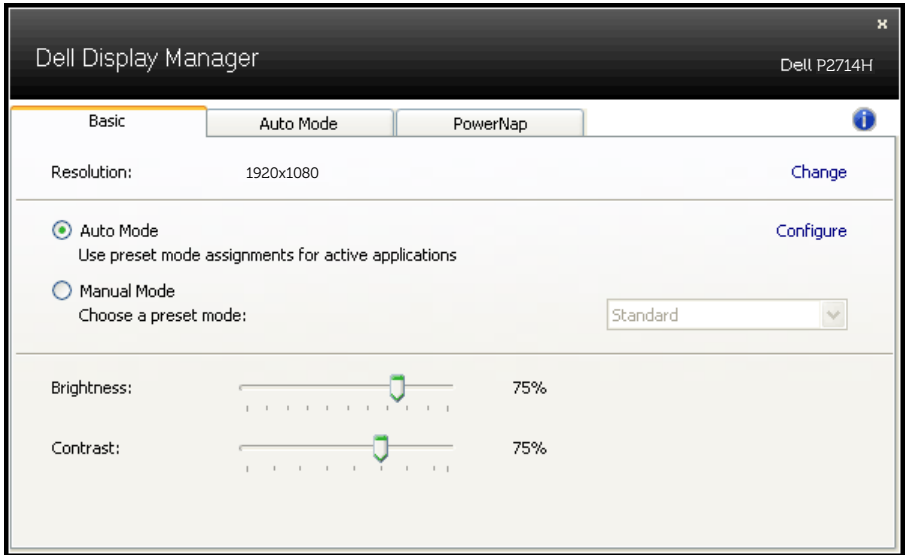 x
Dell Display Manager
Dell P2714H
Basic Auto Mode PowerNap i
Resolution: 1920x1080 Change
Auto Mode Configure
Use preset mode assignments for active applications
Manual Mode
Choose a preset mode: Standard
Brightness: 75%
Contrast: 75%